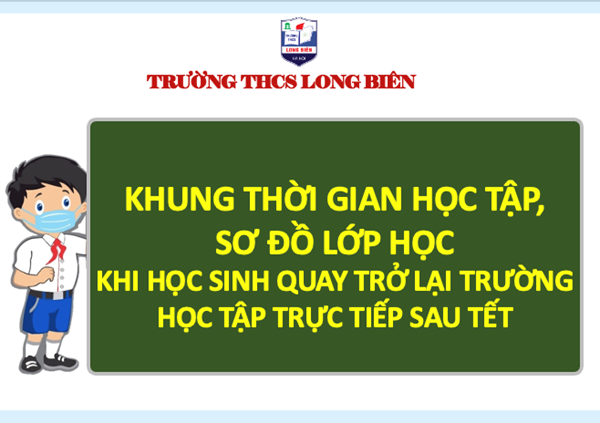 LONG BIÊN
TRƯỜNG THCS LONG BIÊN
KHUNG THỜI GIAN HỌC TẬP,
SƠ ĐỒ LỚP HỌC
KHI HỌC SINH QUAY TRỞ LẠI TRƯỜNG
HỌC TẬP TRỰC TIẾP SAU TẾT